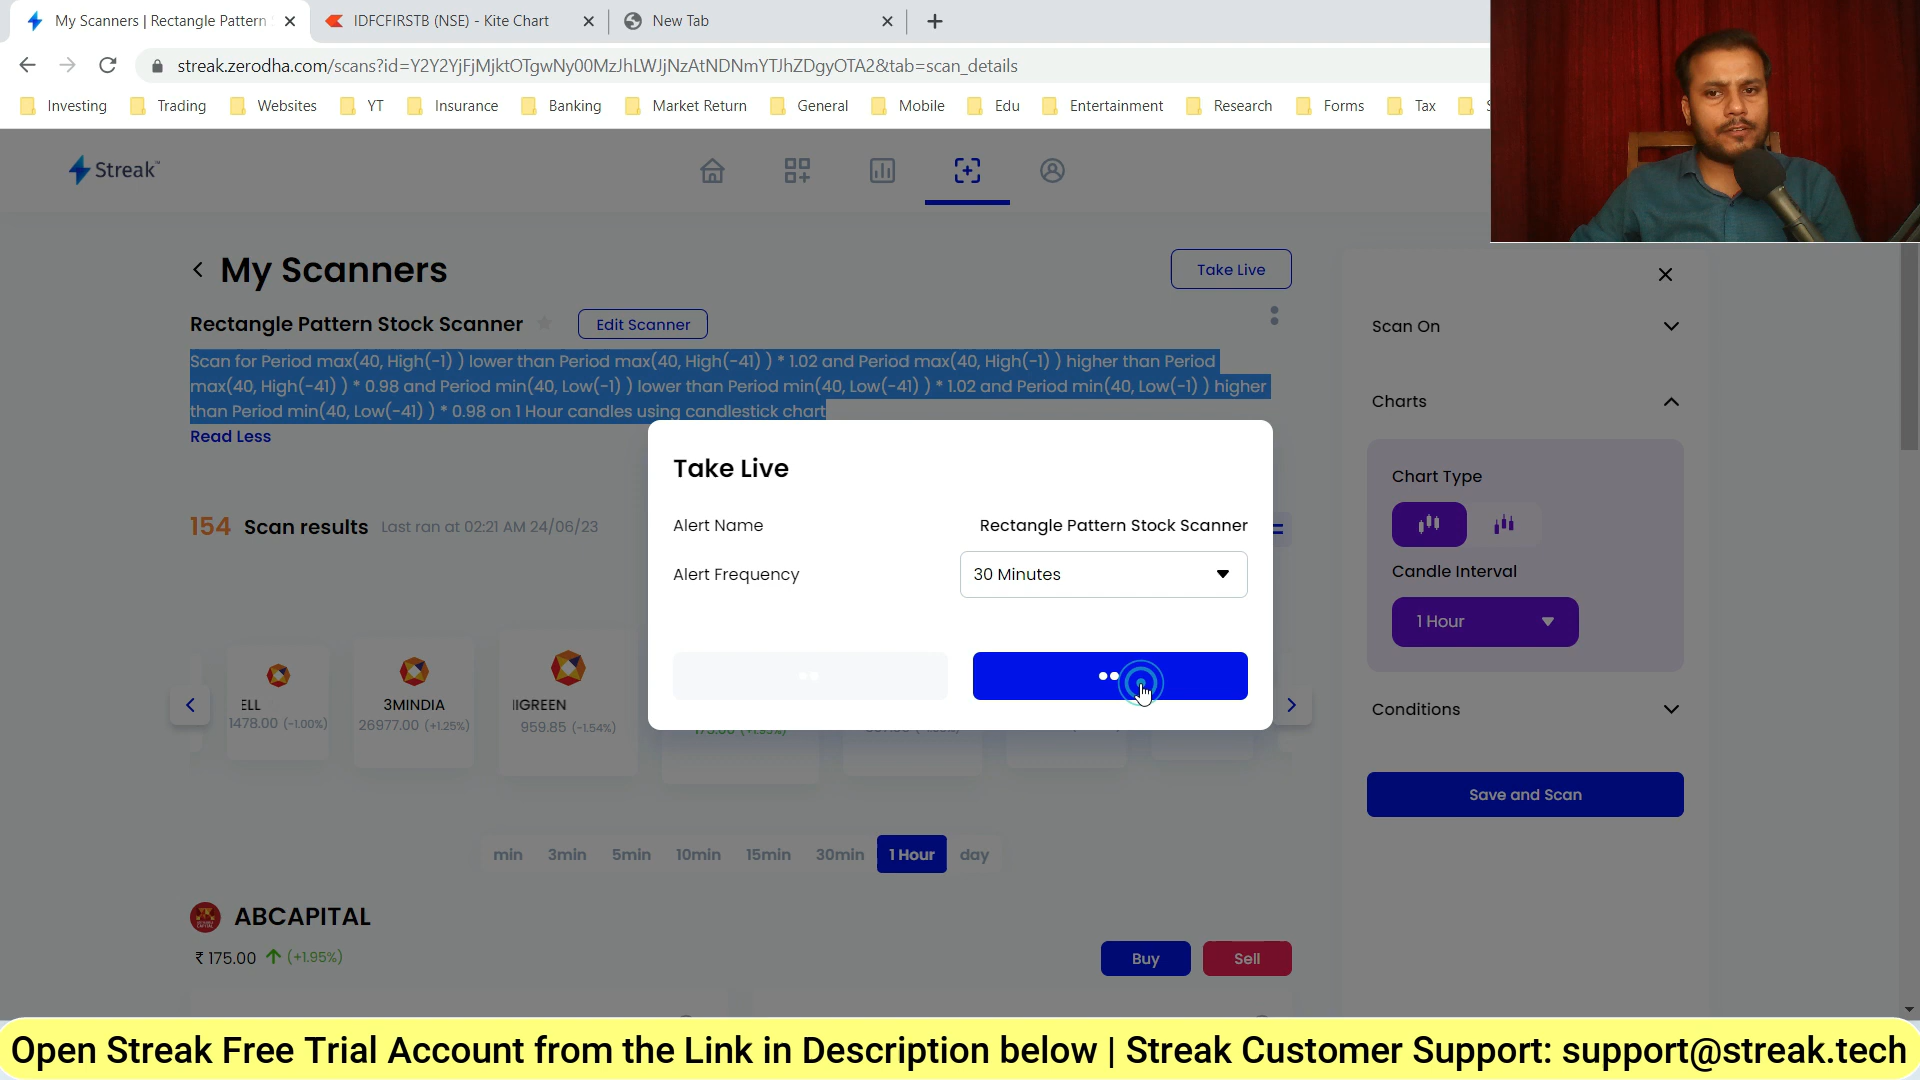 My Scanners | Rectangle Pattern
IDFCFIRSTB (NSE) - Kite Chart
New Tab
streak.zerodha.com/scans?id=Y2Y2YjFjMjktOTgwNy00MzJhLWJjNzAtNDNmYTJhZDgyOTA2&tab=scan_details
Investing
Trading
Websites
YT
Insurance
Banking
Market Return
General
Mobile
Edu
Entertainment
Research
Forms
Tax
Streak™
My Scanners
Take Live
Rectangle Pattern Stock Scanner
Edit Scanner
Scan for Period max(40, High(-1) ) lower than Period max(40, High(-41) ) * 1.02 and Period max(40, High(-1) ) higher than Period
max(40, High(-41) ) * 0.98 and Period min(40, Low(-1) ) lower than Period min(40, Low(-41) ) * 1.02 and Period min(40, Low(-1) ) higher
than Period min(40, Low(-41) ) * 0.98 on 1 Hour candles using candlestick chart
Read Less
154 Scan results Last ran at 02:21 AM 24/06/23
Take Live
Alert Name
Rectangle Pattern Stock Scanner
Alert Frequency
30 Minutes
ELL
1478.00 (-1.00%)
3MINDIA
26977.00 (+1.25%)
IIGREEN
959.85 (-1.54%)
min
3min
5min
10min
15min
30min
1 Hour
day
ABCAPITAL
₹ 175.00 (+1.95%)
Buy
Sell
Scan On
Charts
Chart Type
Candle Interval
1 Hour
Conditions
Save and Scan
Open Streak Free Trial Account from the Link in Description below | Streak Customer Support: support@streak.tech